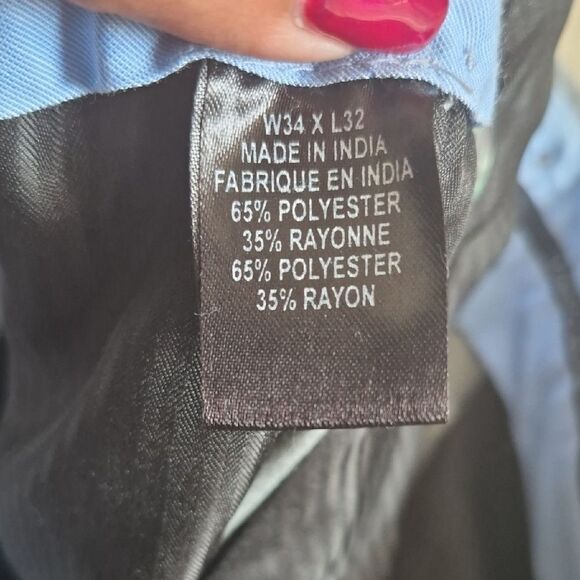 W34 X L32
MADE IN INDIA
FABRIQUE EN INDIA
65% POLYESTER
35% RAYONNE
65% POLYESTER
35% RAYON